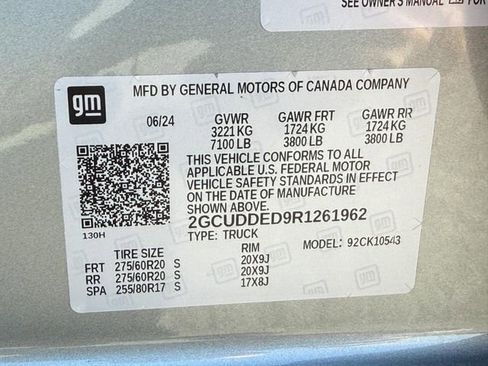 SEE OWNER'S MANUAL
FOR
gm
MFD BY GENERAL MOTORS OF CANADA COMPANY
06/24 GVWR GAWR FRT GAWR RR
3221 KG 1724 KG 1724 KG
7100 LB 3800 LB 3800 LB
THIS VEHICLE CONFORMS TO ALL
APPLICABLE U.S. FEDERAL MOTOR
VEHICLE SAFETY STANDARDS IN EFFECT
ON THE DATE OF MANUFACTURE
SHOWN ABOVE.
2GCUDDED9R1261962
TYPE: TRUCK MODEL: 92CK10543
130H
TIRE SIZE RIM
FRT 275/60R20 S 20X9J
RR 275/60R20 S 20X9J
SPA 255/80R17 S 17X8J